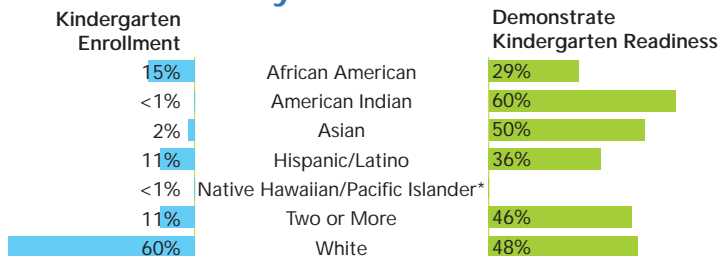 Kindergarten
Enrollment
Demonstrate
Kindergarten Readiness
15% African American 29%
<1% American Indian 60%
2% Asian 50%
11% Hispanic/Latino 36%
<1% Native Hawaiian/Pacific Islander*
11% Two or More 46%
60% White 48%